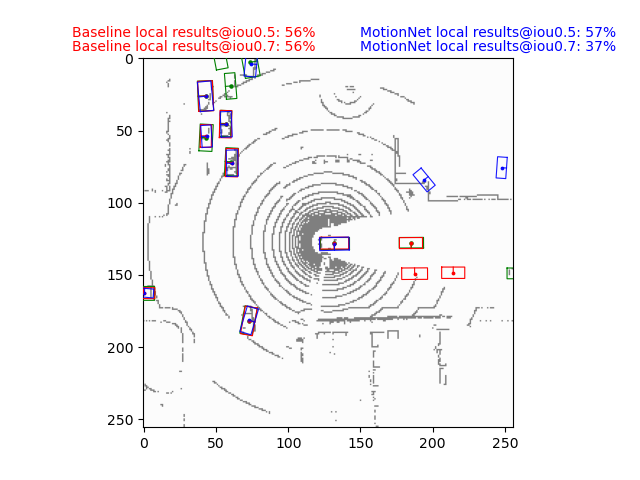 Baseline local results@iou0.5: 56%
Baseline local results@iou0.7: 56%
MotionNet local results@iou0.5: 57%
MotionNet local results@iou0.7: 37%
0
50
100
150
200
250
0 50 100 150 200 250